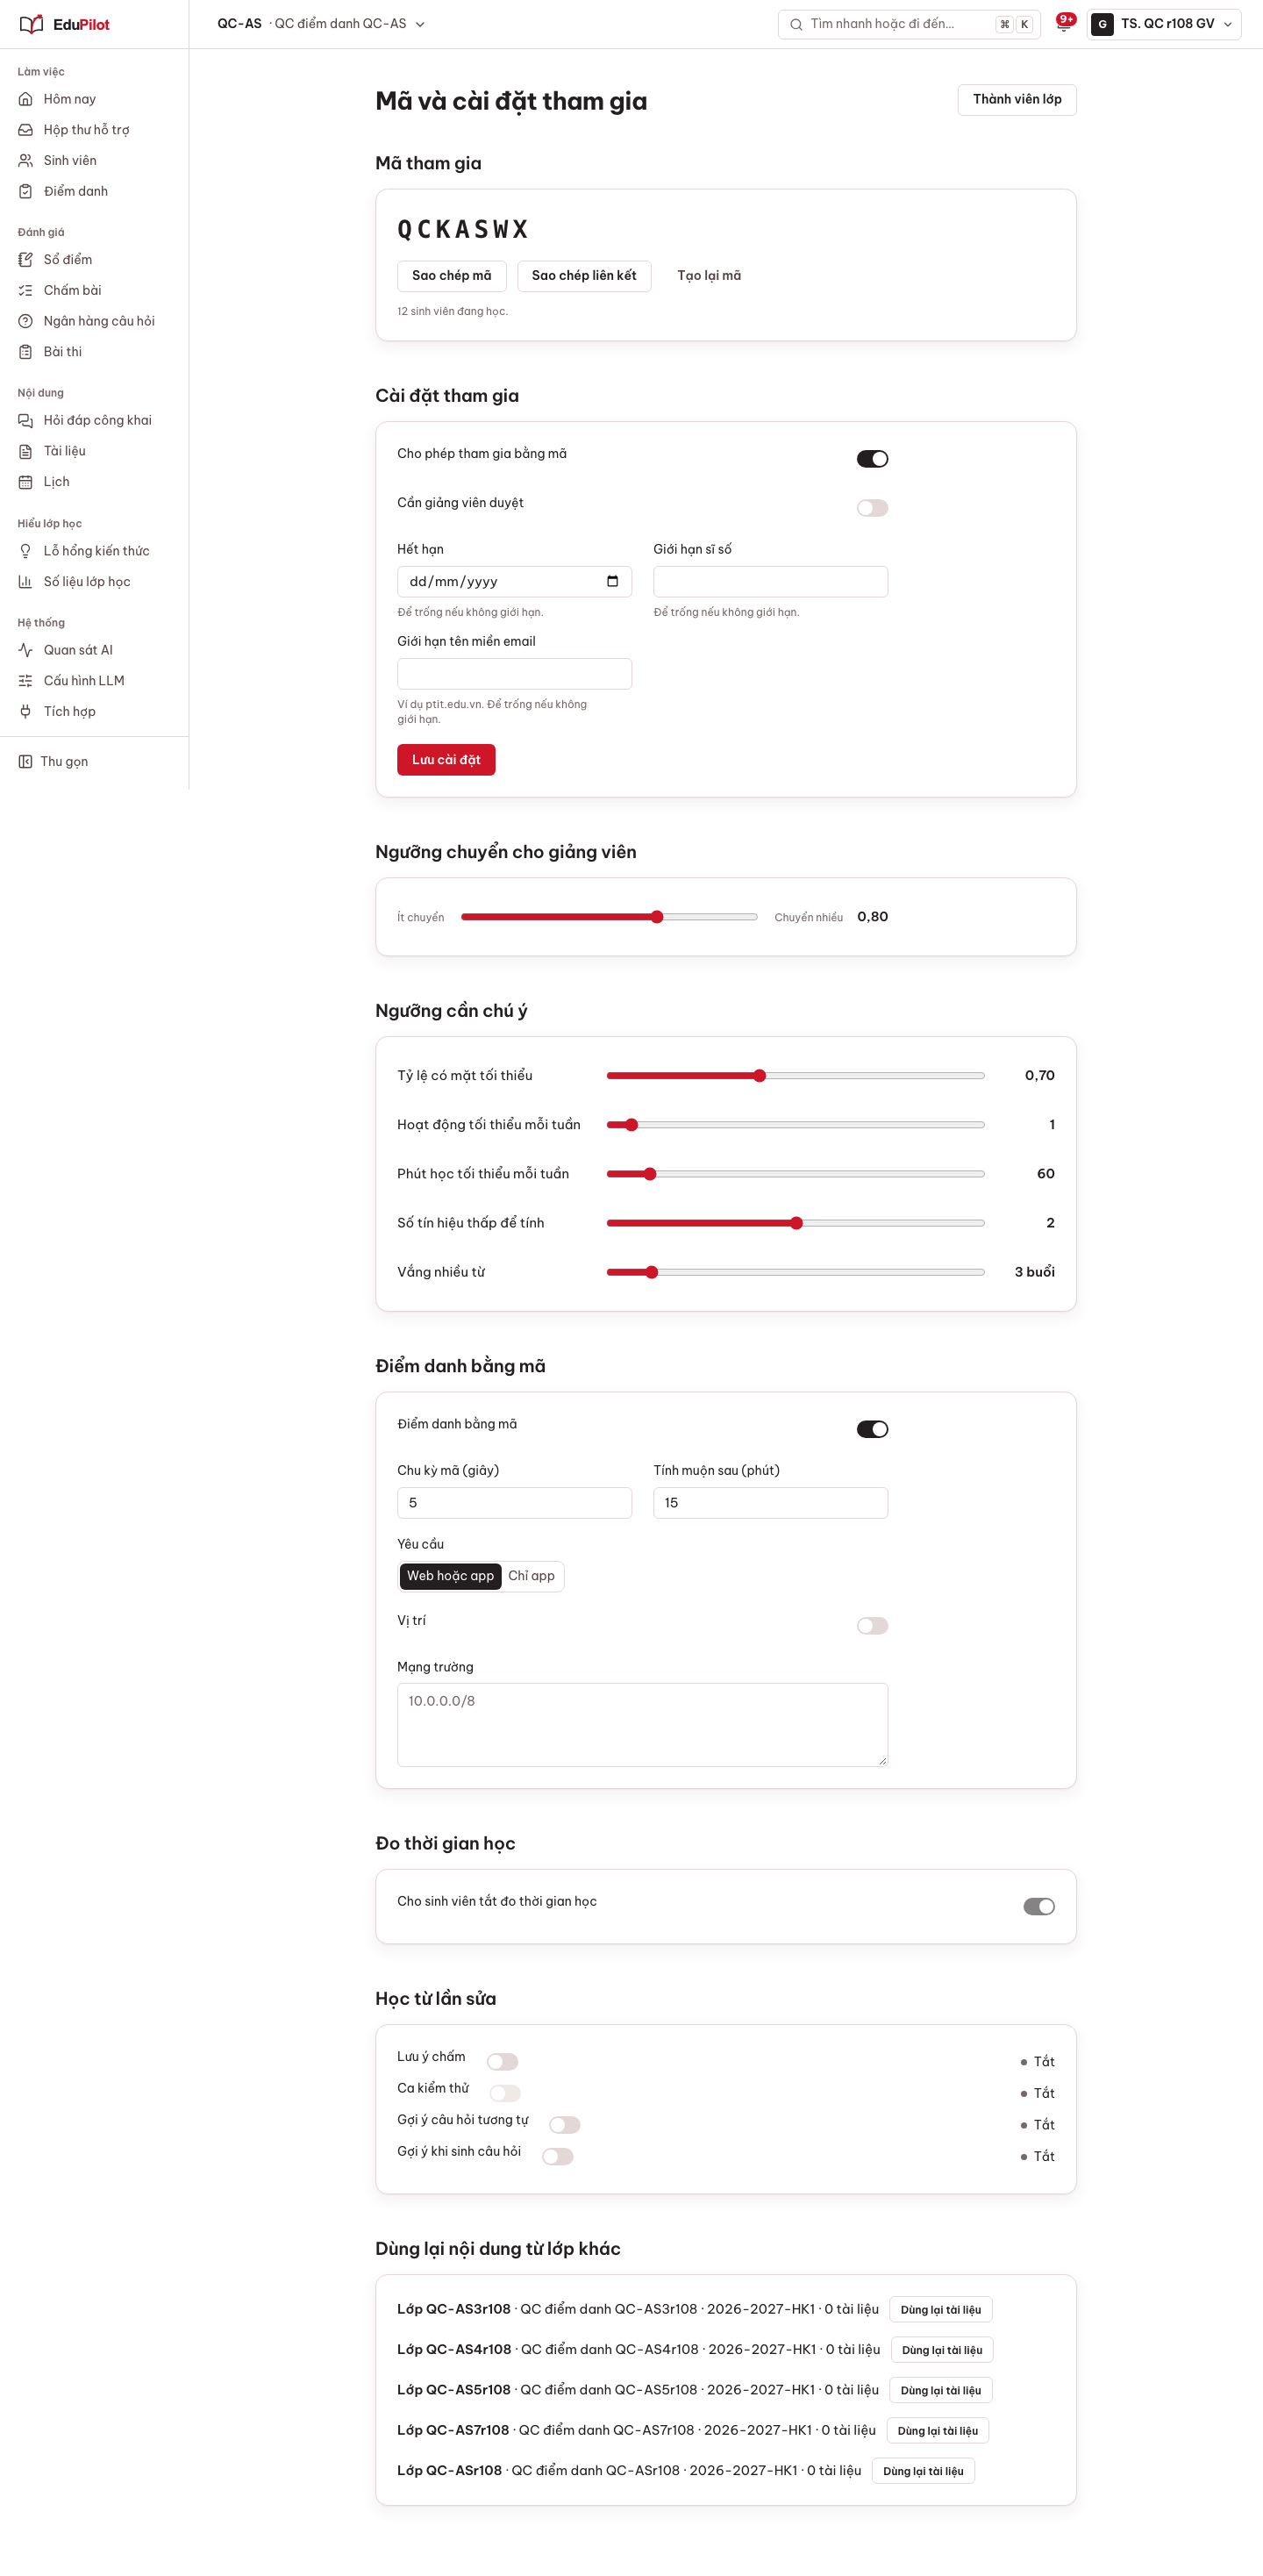 EduPilot
QC-AS · QC điểm danh QC-AS
Tìm nhanh hoặc đi đến...
⌘ K
9+
G TS. QC r108 GV
Làm việc
Hôm nay
Hộp thư hỗ trợ
Sinh viên
Điểm danh
Đánh giá
Sổ điểm
Chấm bài
Ngân hàng câu hỏi
Bài thi
Nội dung
Hỏi đáp công khai
Tài liệu
Lịch
Hiểu lớp học
Lỗ hổng kiến thức
Số liệu lớp học
Hệ thống
Quan sát AI
Cấu hình LLM
Tích hợp
Thu gọn
Mã và cài đặt tham gia
Thành viên lớp
Mã tham gia
QCKASWX
Sao chép mã
Sao chép liên kết
Tạo lại mã
12 sinh viên đang học.
Cài đặt tham gia
Cho phép tham gia bằng mã
Cần giảng viên duyệt
Hết hạn
Giới hạn sĩ số
dd/mm/yyyy
Để trống nếu không giới hạn.
Để trống nếu không giới hạn.
Giới hạn tên miền email
Ví dụ ptit.edu.vn. Để trống nếu không
giới hạn.
Lưu cài đặt
Ngưỡng chuyển cho giảng viên
Ít chuyển
Chuyển nhiều
0,80
Ngưỡng cần chú ý
Tỷ lệ có mặt tối thiểu 0,70
Hoạt động tối thiểu mỗi tuần 1
Phút học tối thiểu mỗi tuần 60
Số tín hiệu thấp để tính 2
Vắng nhiều từ 3 buổi
Điểm danh bằng mã
Điểm danh bằng mã
Chu kỳ mã (giây)
Tính muộn sau (phút)
5
15
Yêu cầu
Web hoặc app
Chỉ app
Vị trí
Mạng trường
10.0.0.0/8
Đo thời gian học
Cho sinh viên tắt đo thời gian học
Học từ lần sửa
Lưu ý chấm Tắt
Ca kiểm thử Tắt
Gợi ý câu hỏi tương tự Tắt
Gợi ý khi sinh câu hỏi Tắt
Dùng lại nội dung từ lớp khác
Lớp QC-AS3r108 · QC điểm danh QC-AS3r108 · 2026-2027-HK1 · 0 tài liệu Dùng lại tài liệu
Lớp QC-AS4r108 · QC điểm danh QC-AS4r108 · 2026-2027-HK1 · 0 tài liệu Dùng lại tài liệu
Lớp QC-AS5r108 · QC điểm danh QC-AS5r108 · 2026-2027-HK1 · 0 tài liệu Dùng lại tài liệu
Lớp QC-AS7r108 · QC điểm danh QC-AS7r108 · 2026-2027-HK1 · 0 tài liệu Dùng lại tài liệu
Lớp QC-ASr108 · QC điểm danh QC-ASr108 · 2026-2027-HK1 · 0 tài liệu Dùng lại tài liệu